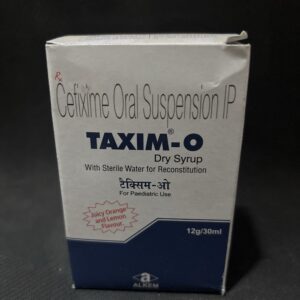 Rx
Cefixime Oral Suspension IP
TAXIM®-O
Dry Syrup
With Sterile Water for Reconstitution
टैक्सिम-ओ
For Paediatric Use
Juicy Orange
and Lemon
Flavour
12g/30ml
a
ALKEM